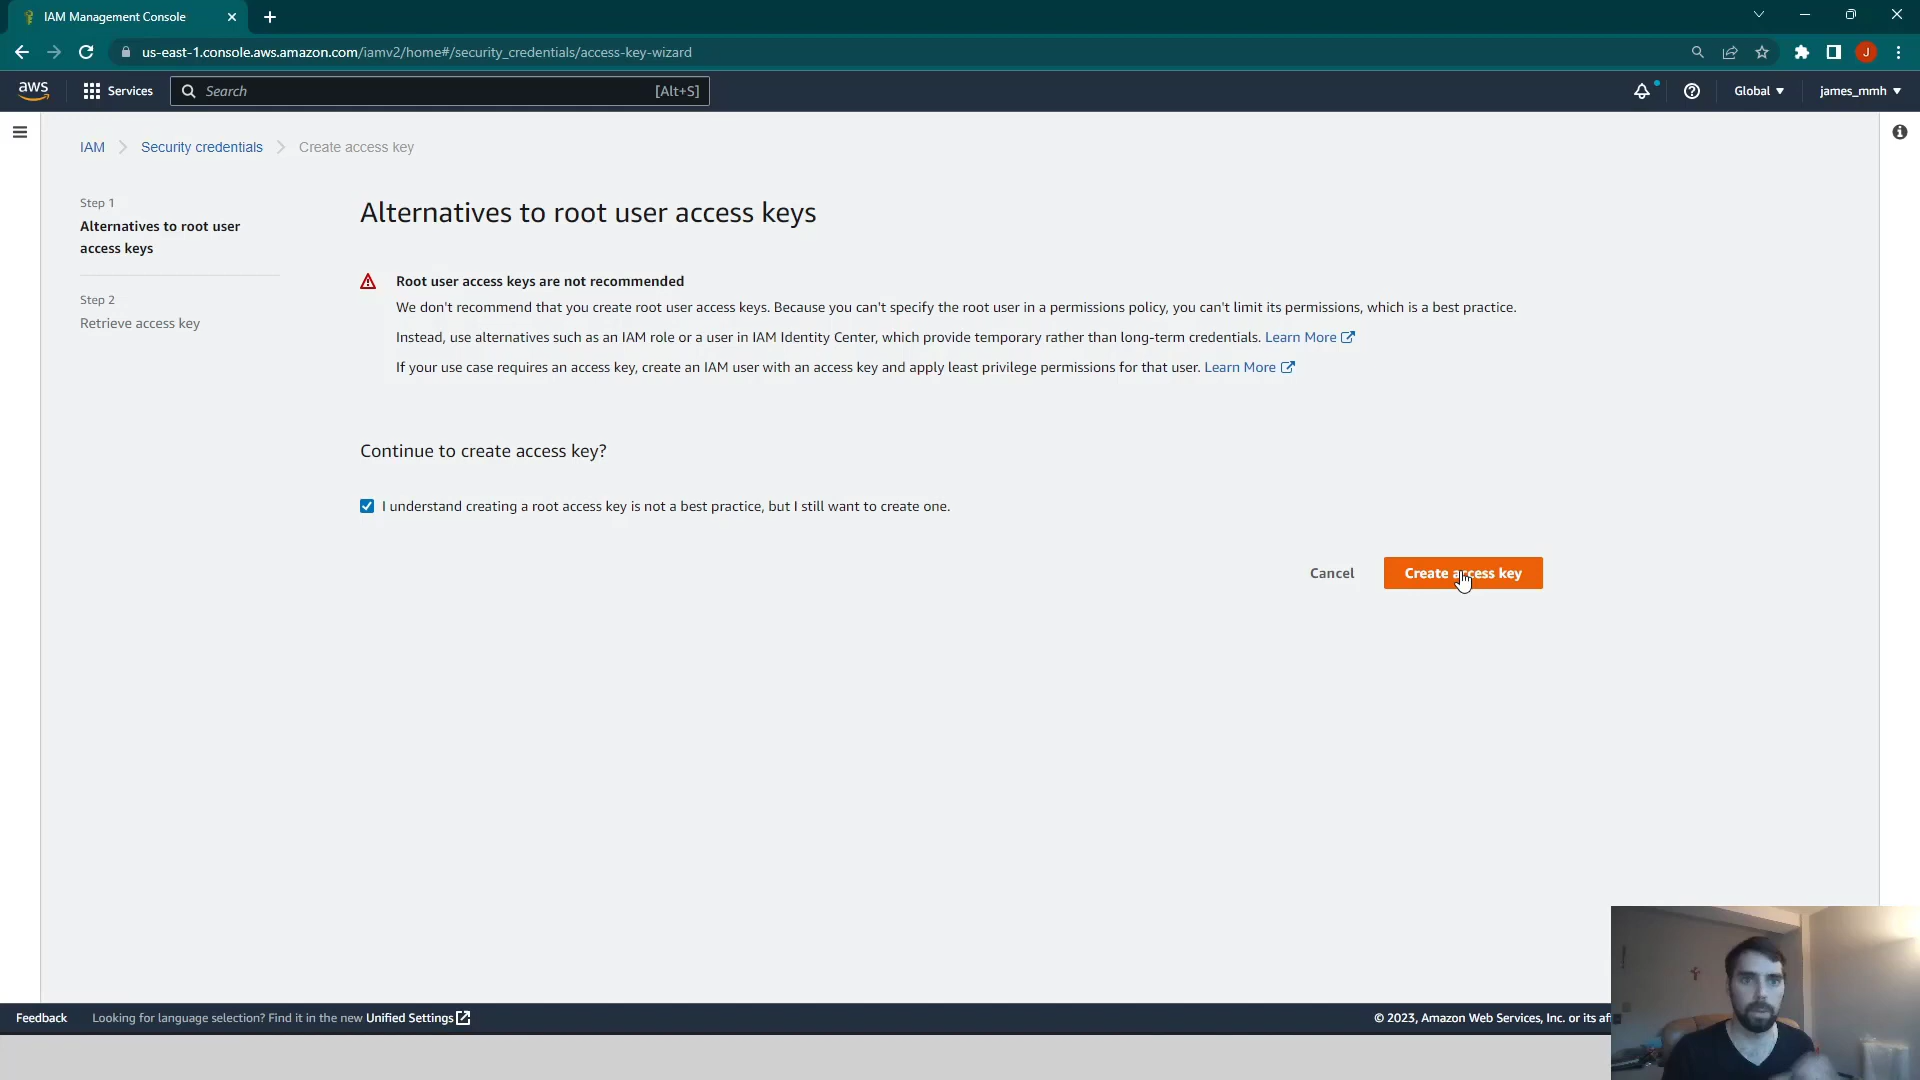 IAM Management Console
us-east-1.console.aws.amazon.com/iamv2/home#/security_credentials/access-key-wizard
J
aws
Services
Search
[Alt+S]
Global
james_mmh
IAM
Security credentials
Create access key
Step 1
Alternatives to root user
access keys
Step 2
Retrieve access key
Alternatives to root user access keys
Root user access keys are not recommended
We don't recommend that you create root user access keys. Because you can't specify the root user in a permissions policy, you can't limit its permissions, which is a best practice.
Instead, use alternatives such as an IAM role or a user in IAM Identity Center, which provide temporary rather than long-term credentials. Learn More
If your use case requires an access key, create an IAM user with an access key and apply least privilege permissions for that user. Learn More
Continue to create access key?
I understand creating a root access key is not a best practice, but I still want to create one.
Cancel
Create access key
Feedback
Looking for language selection? Find it in the new Unified Settings
© 2023, Amazon Web Services, Inc. or its af